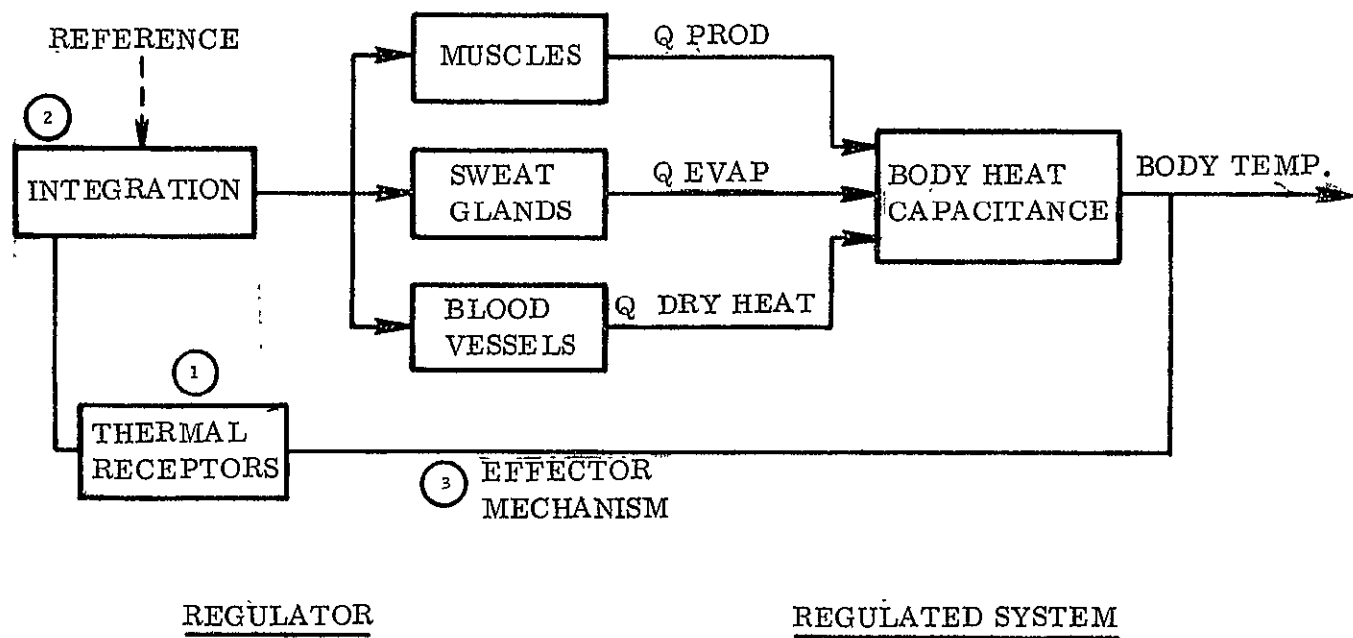 REFERENCE
2
INTEGRATION
MUSCLES
Q PROD
SWEAT
GLANDS
Q EVAP
BLOOD
VESSELS
Q DRY HEAT
BODY HEAT
CAPACITANCE
BODY TEMP.
1
THERMAL
RECEPTORS
3
EFFECTOR
MECHANISM
REGULATOR
REGULATED SYSTEM